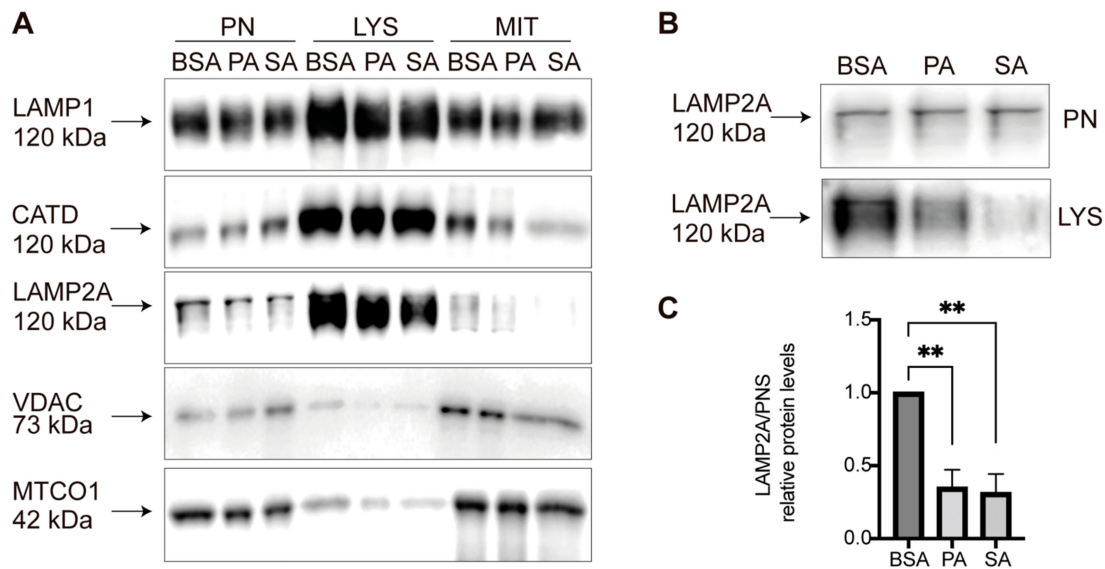 A
PN LYS MIT
BSA PA SA BSA PA SA BSA PA SA
LAMP1
120 kDa
CATD
120 kDa
LAMP2A
120 kDa
VDAC
73 kDa
MTCO1
42 kDa
B
BSA PA SA
LAMP2A
120 kDa
PN
LAMP2A
120 kDa
LYS
C
LAMP2A/PNS
relative protein levels
1.5
1.0
0.5
0.0
**
**
BSA PA SA